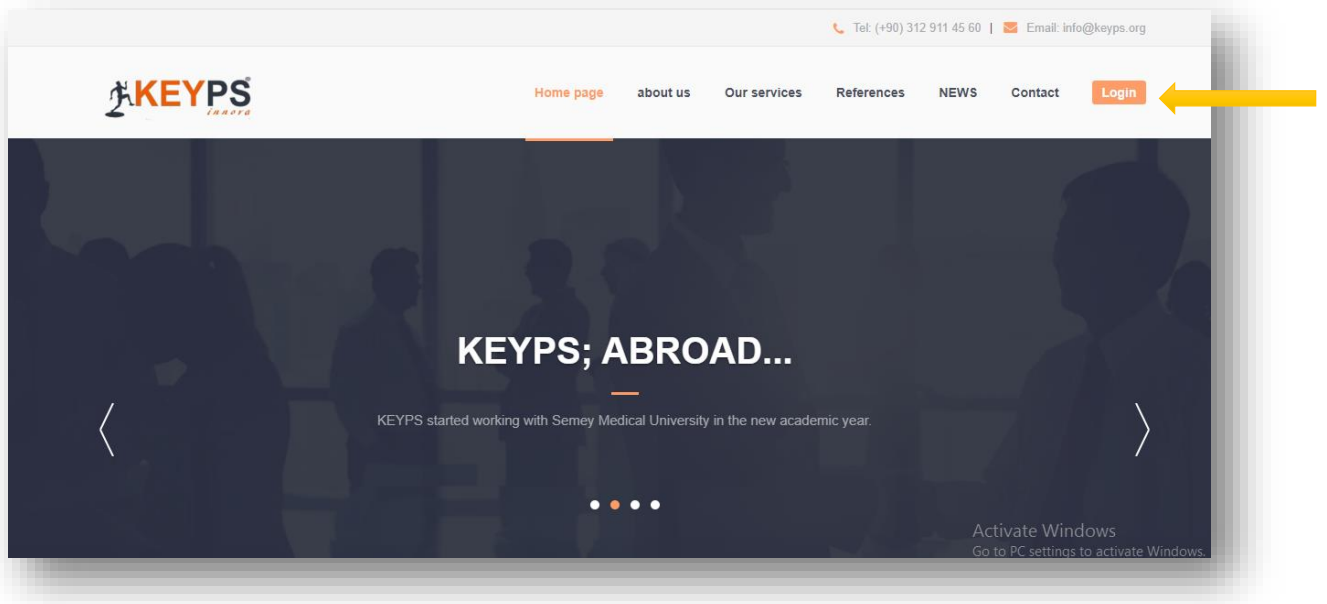 Tel: (+90) 312 911 45 60 | Email: info@keyps.org
KEYPS
innora
Home page about us Our services References NEWS Contact Login
KEYPS; ABROAD...
KEYPS started working with Semey Medical University in the new academic year.
Activate Windows
Go to PC settings to activate Windows.